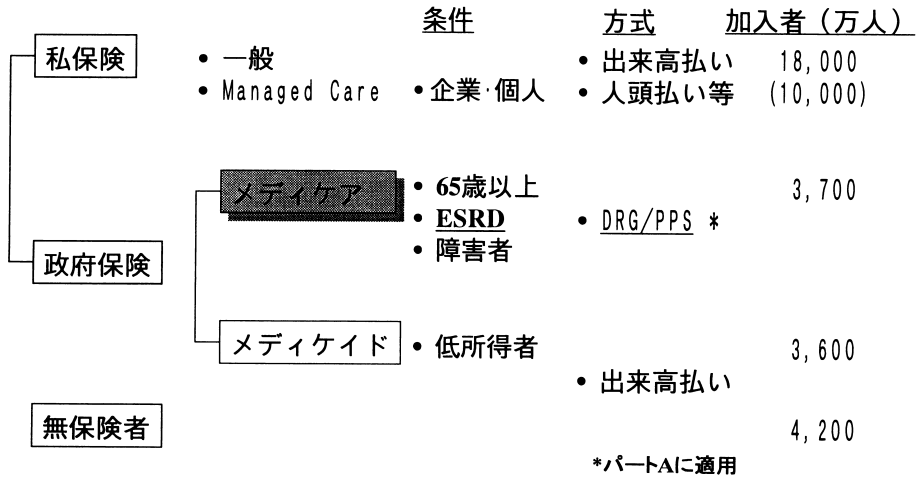 条件 方式 加入者（万人）
私保険 • 一般 • 出来高払い 18,000
• Managed Care • 企業・個人 • 人頭払い等 (10,000)
メディケア • 65歳以上 3,700
• ESRD • DRG/PPS *
• 障害者
政府保険
メディケイド • 低所得者 3,600
• 出来高払い
無保険者 4,200
*パートAに適用